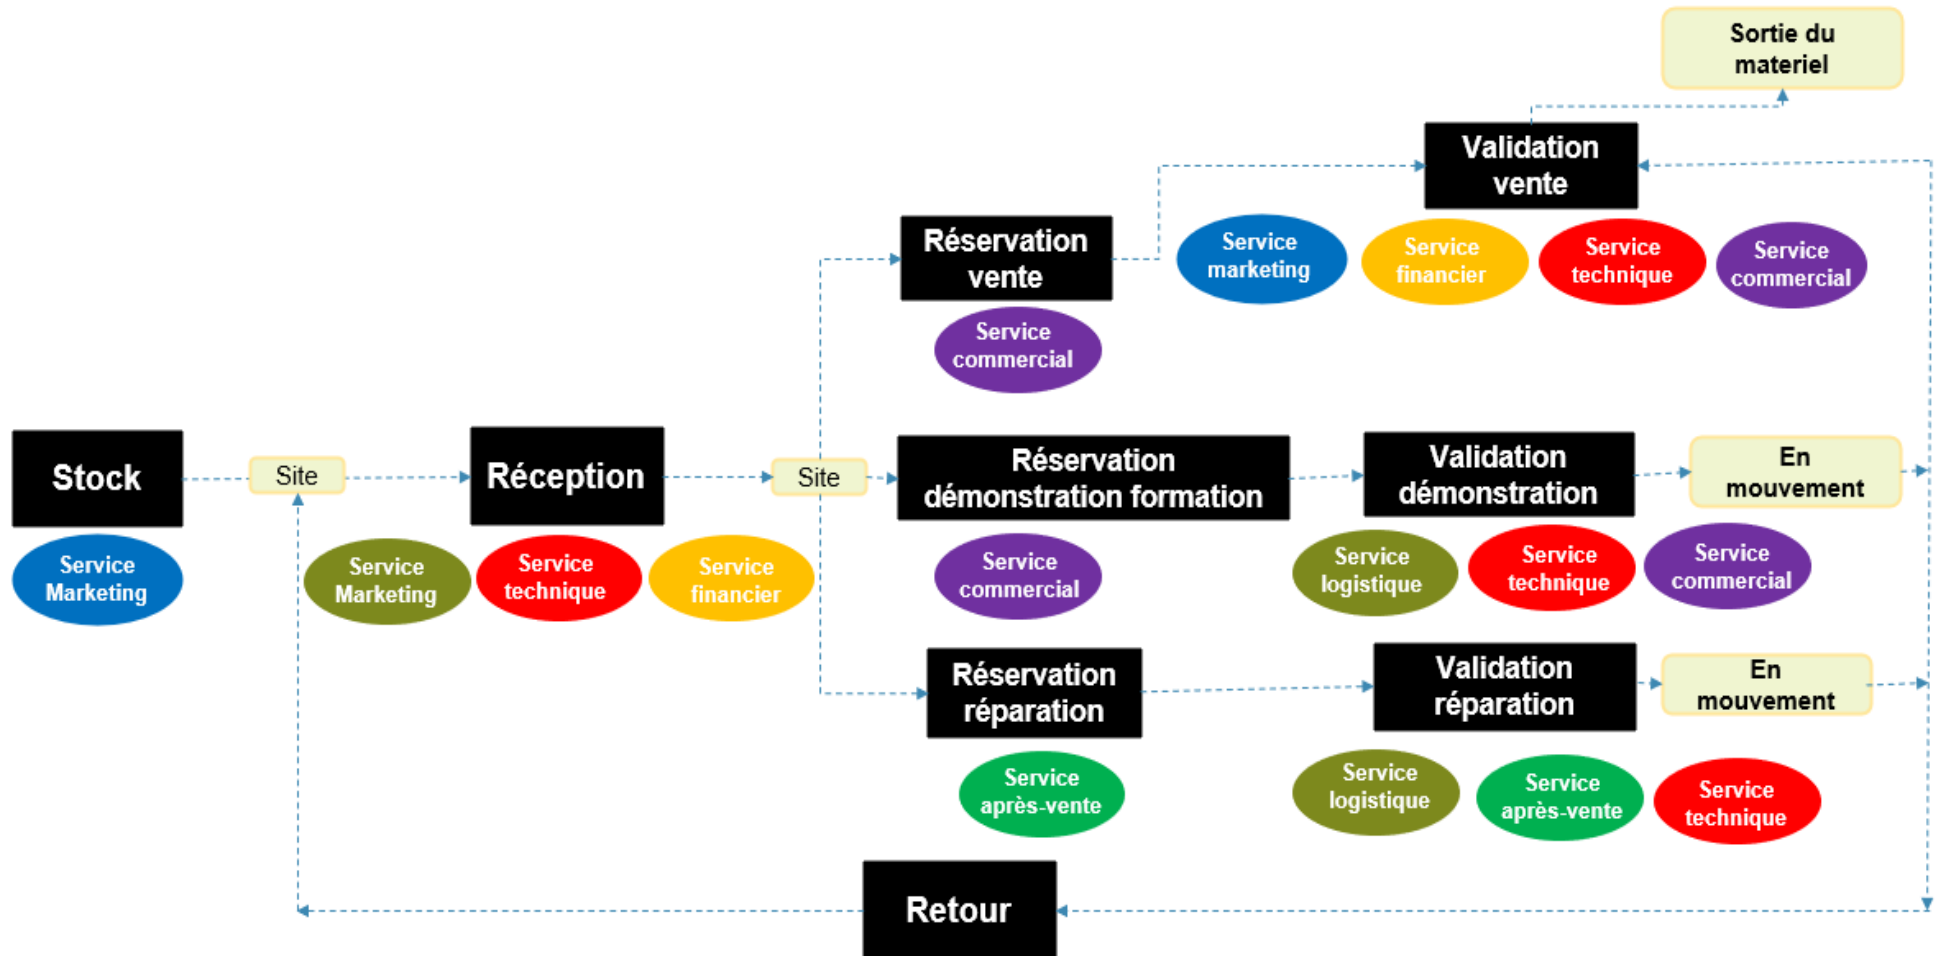 Sortie du
materiel
Validation
vente
Service
marketing
Service
financier
Service
technique
Service
commercial
Réservation
vente
Service
commercial
Stock
Service
Marketing
Site
Réception
Service
Marketing
Service
technique
Service
financier
Site
Réservation
démonstration formation
Service
commercial
Validation
démonstration
Service
logistique
Service
technique
Service
commercial
En
mouvement
Réservation
réparation
Service
après-vente
Validation
réparation
Service
logistique
Service
après-vente
Service
technique
En
mouvement
Retour